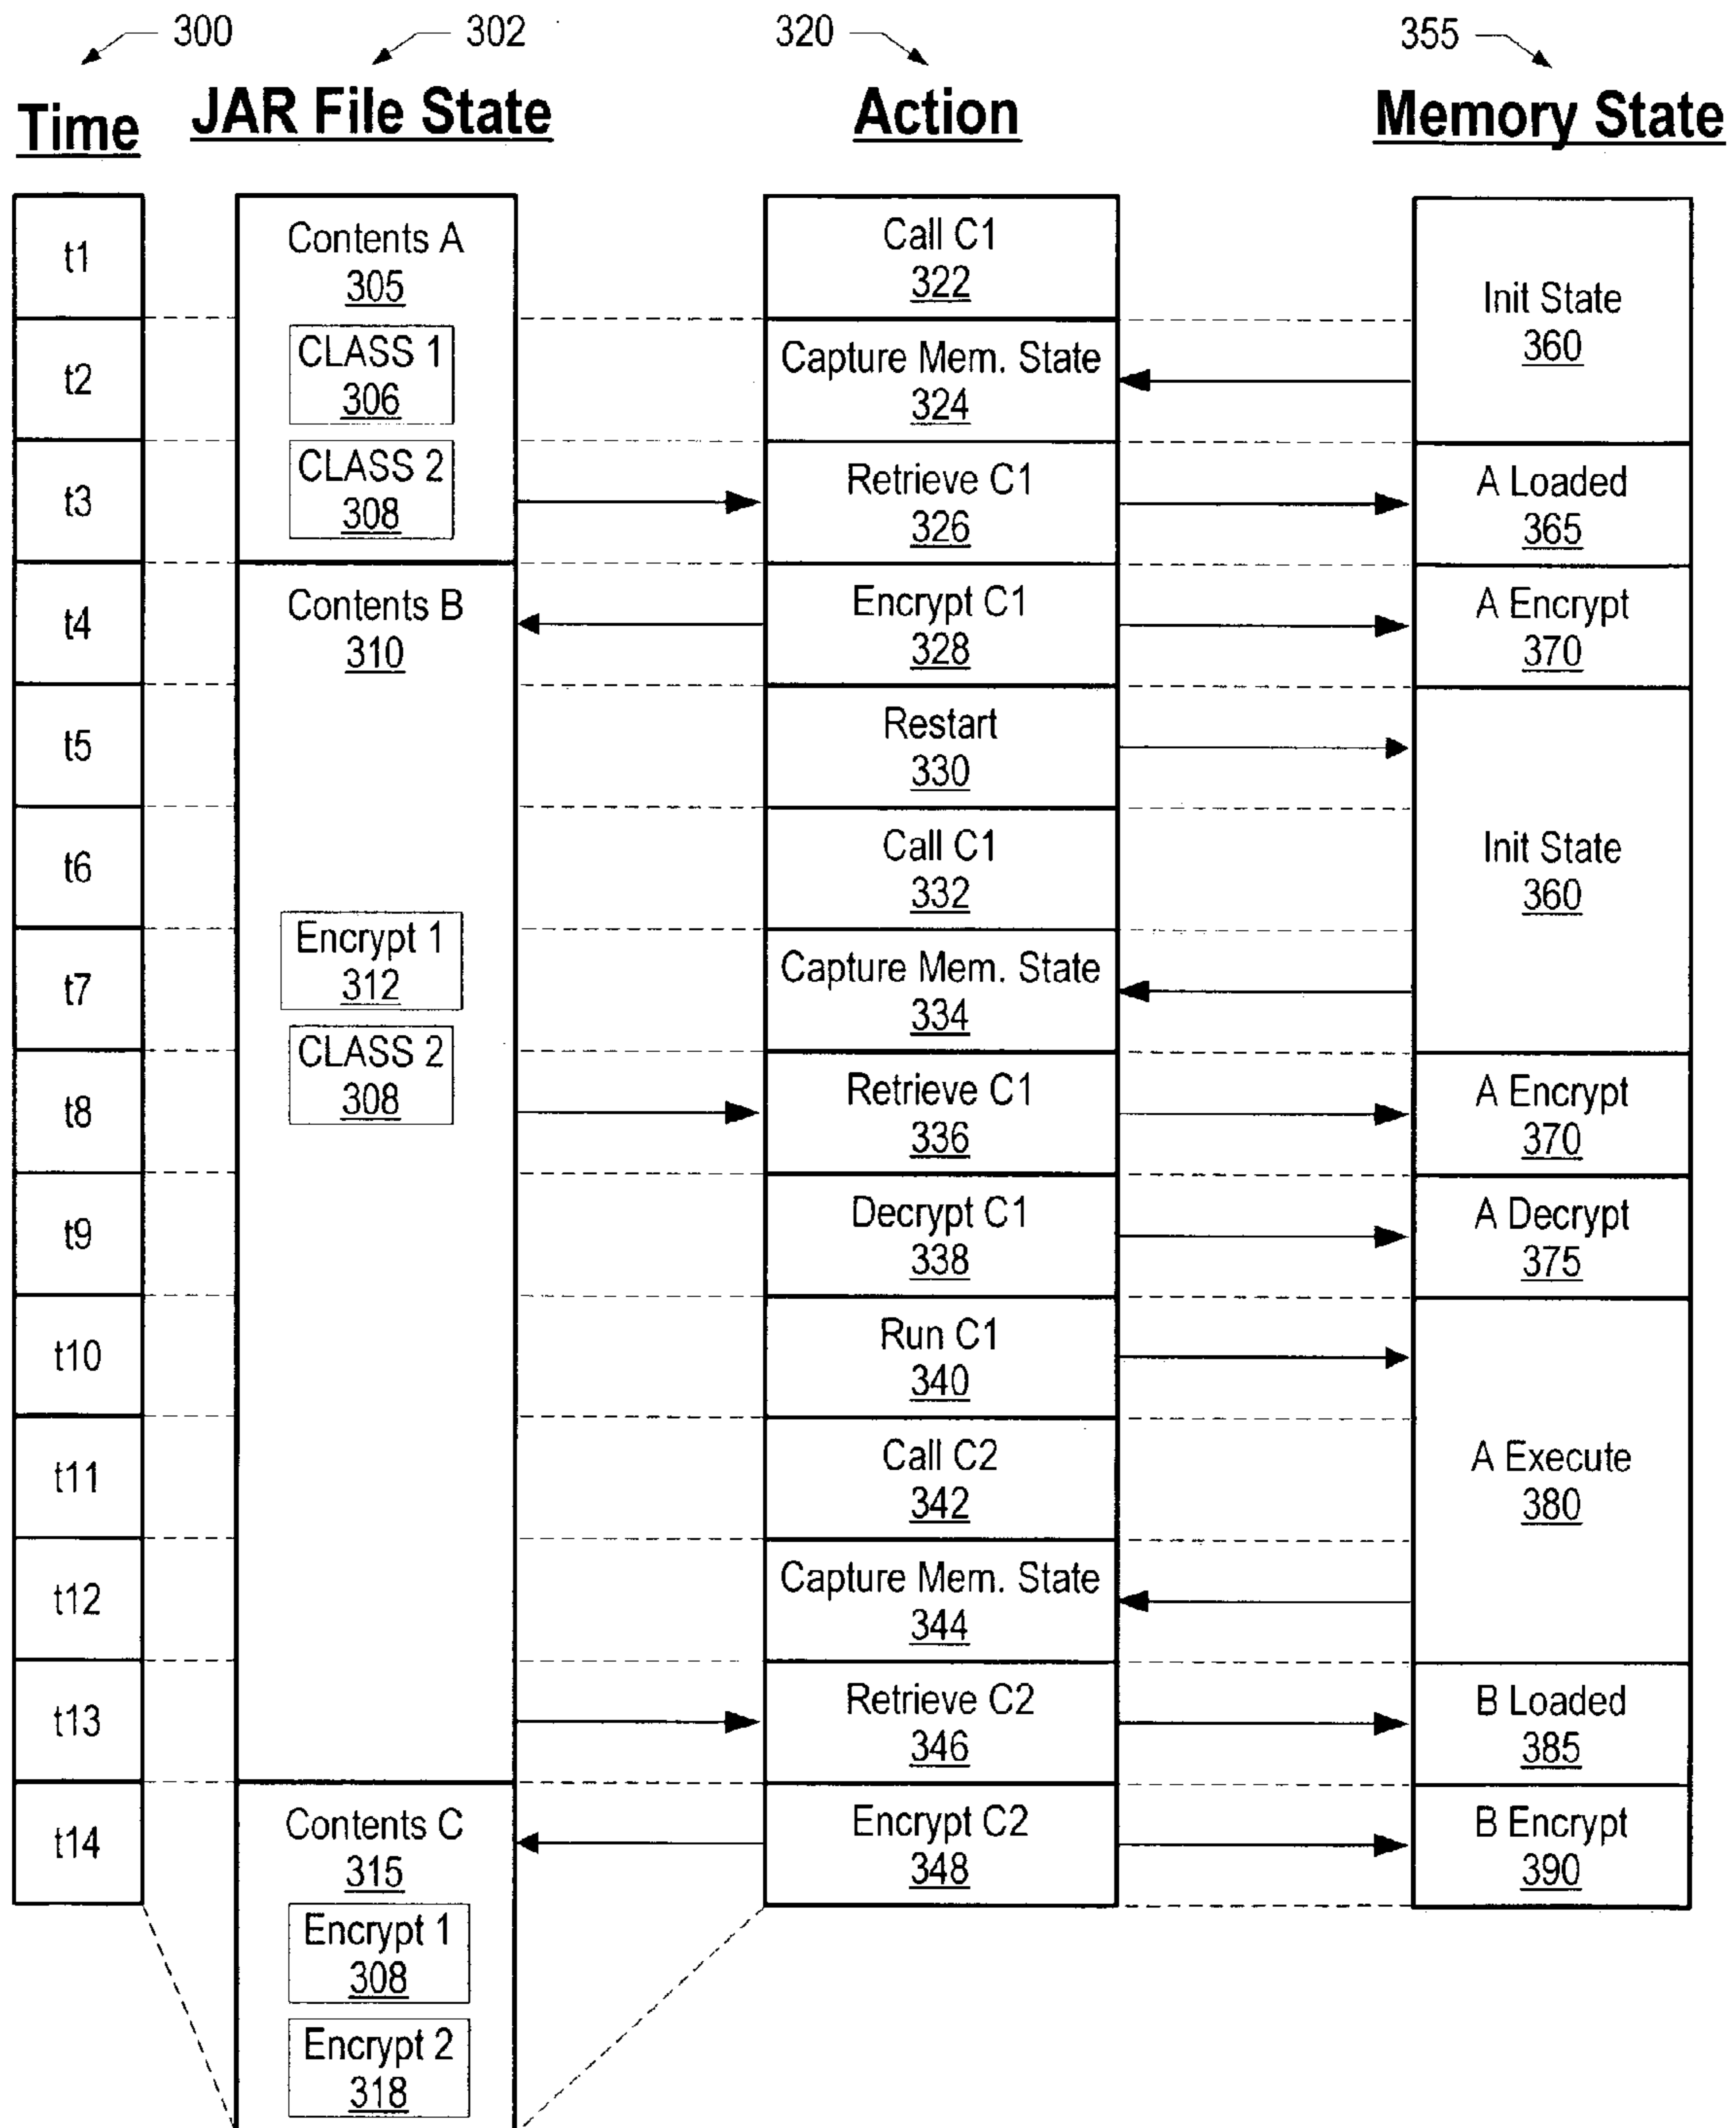 300
302
320
355
Time
JAR File State
Action
Memory State
t1
Contents A
305
Call C1
322
Init State
360
t2
CLASS 1
306
Capture Mem. State
324
t3
CLASS 2
308
Retrieve C1
326
A Loaded
365
t4
Contents B
310
Encrypt C1
328
A Encrypt
370
t5
Restart
330
t6
Call C1
332
Init State
360
t7
Encrypt 1
312
Capture Mem. State
334
t8
CLASS 2
308
Retrieve C1
336
A Encrypt
370
t9
Decrypt C1
338
A Decrypt
375
t10
Run C1
340
t11
Call C2
342
A Execute
380
t12
Capture Mem. State
344
t13
Retrieve C2
346
B Loaded
385
t14
Contents C
315
Encrypt C2
348
B Encrypt
390
Encrypt 1
308
Encrypt 2
318